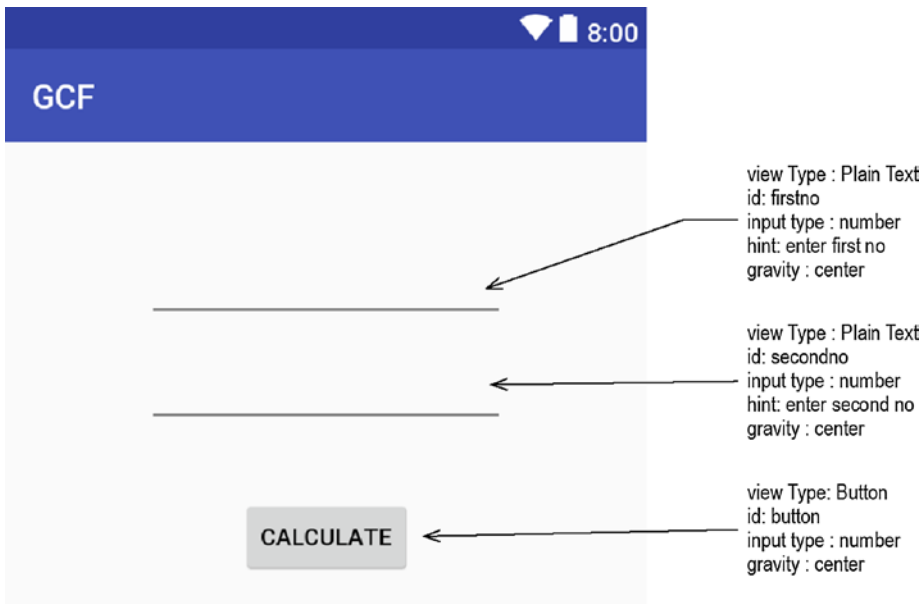 8:00
GCF
view Type : Plain Text
id: firstno
input type : number
hint: enter first no
gravity : center
view Type : Plain Text
id: secondno
input type : number
hint: enter second no
gravity : center
CALCULATE
view Type: Button
id: button
input type : number
gravity : center